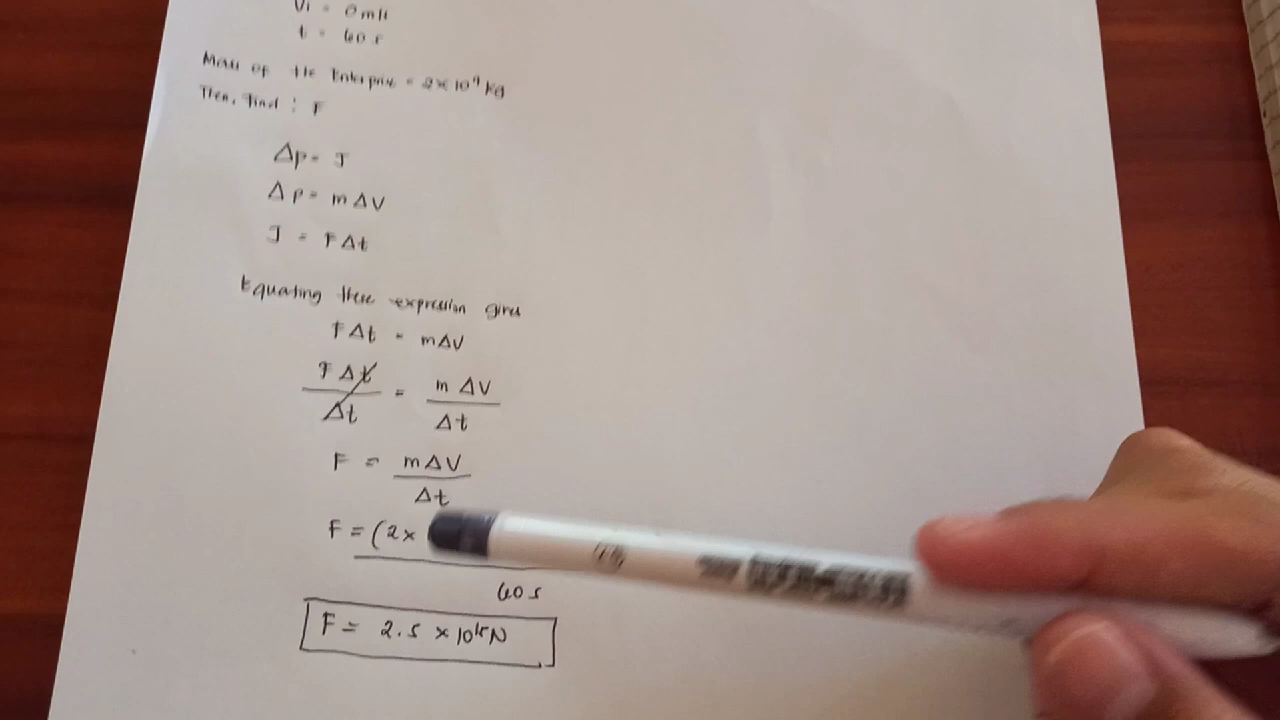 Vi = 0 m/s
t = 60 s
Mass of the Enterprise = 2 × 10⁹ kg
Then, find : F
Δp = J
Δp = mΔV
J = FΔt
Equating these expression gives
FΔt = mΔV
FΔt / Δt = mΔV / Δt
F = mΔV / Δt
F = (2×
60 s
F = 2.5 × 10¹⁵ N